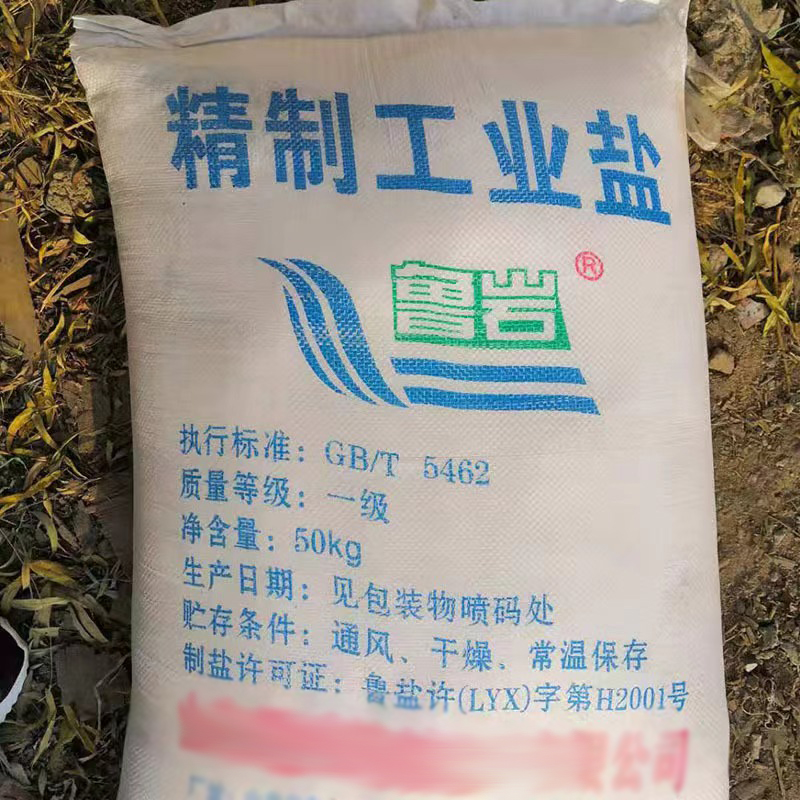 精制工业盐
鲁岩®
执行标准：GB/T 5462
质量等级：一级
净含量：50kg
生产日期：见包装物喷码处
贮存条件：通风、干燥、常温保存
制盐许可证：鲁盐许(LYX)字第H2001号
限公司